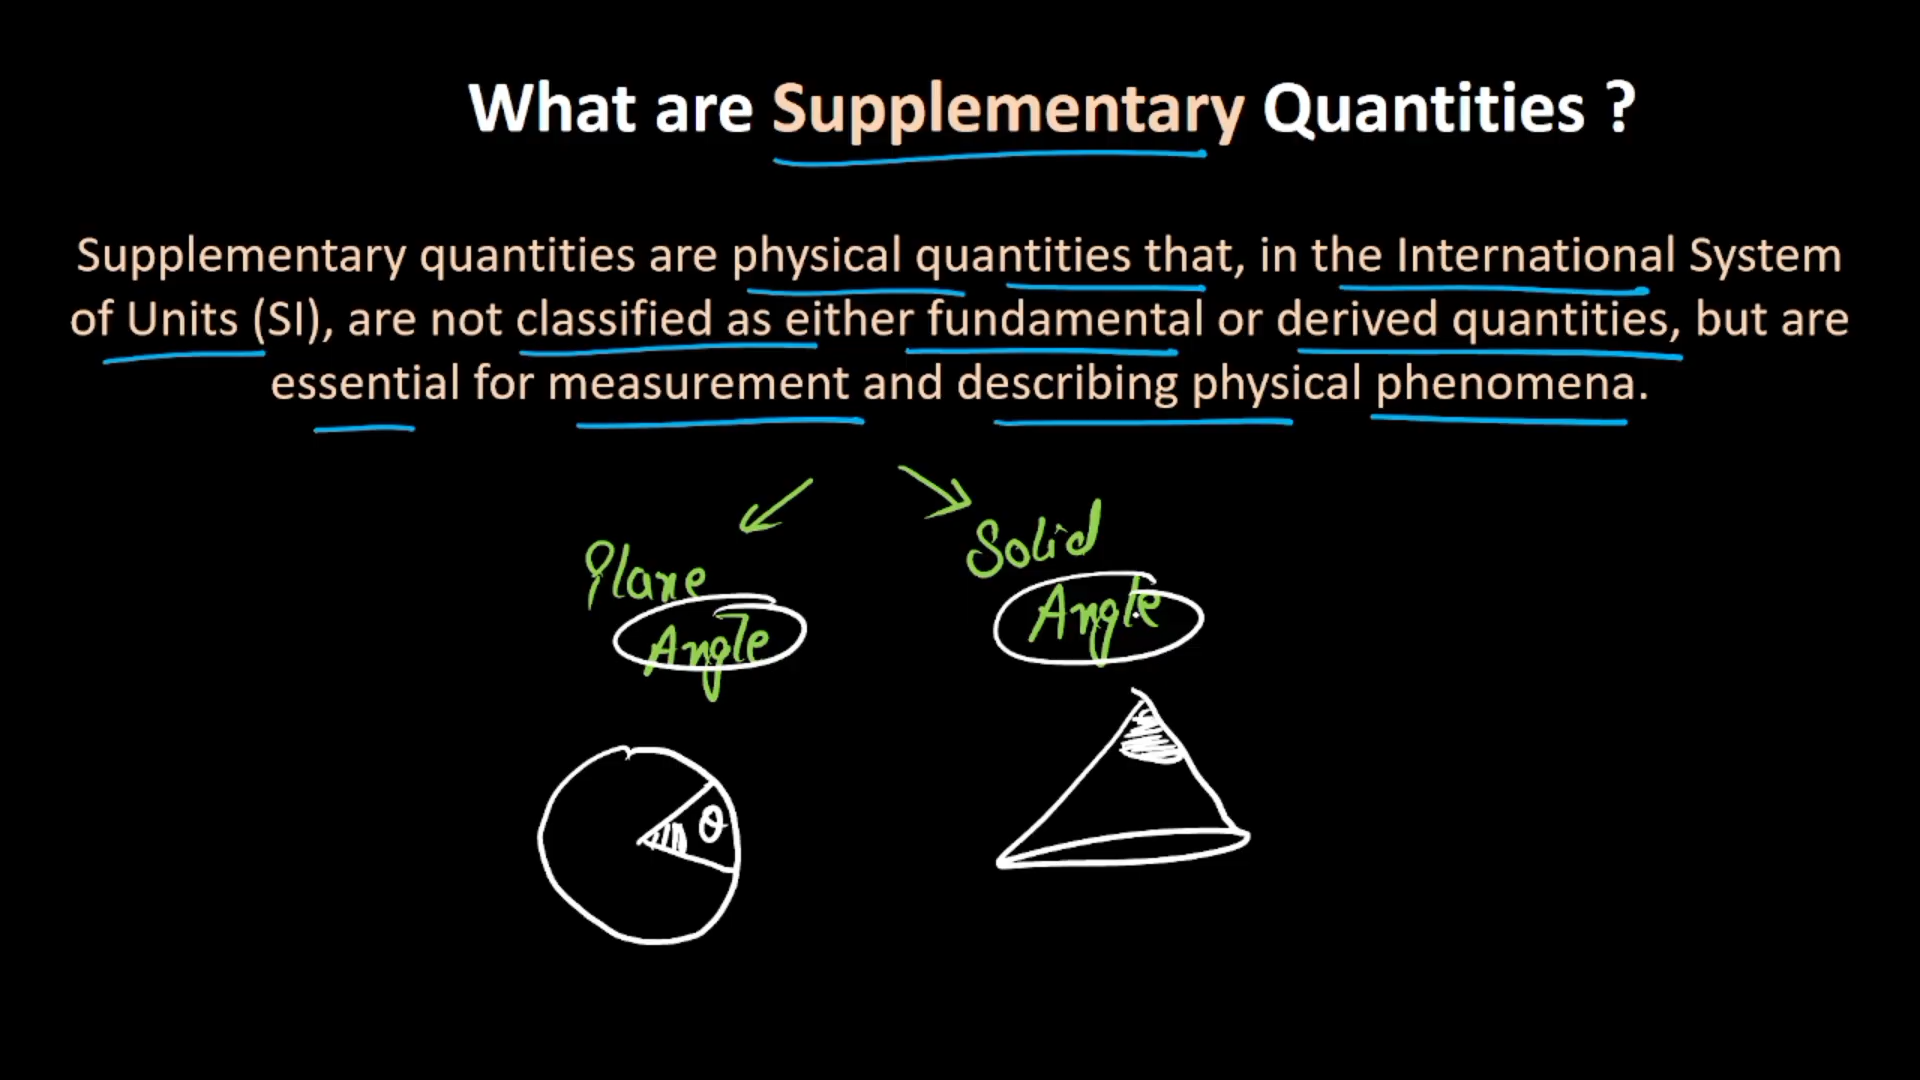 What are Supplementary Quantities ?
Supplementary quantities are physical quantities that, in the International System
of Units (SI), are not classified as either fundamental or derived quantities, but are
essential for measurement and describing physical phenomena.
Plane
Angle
Solid
Angle
θ